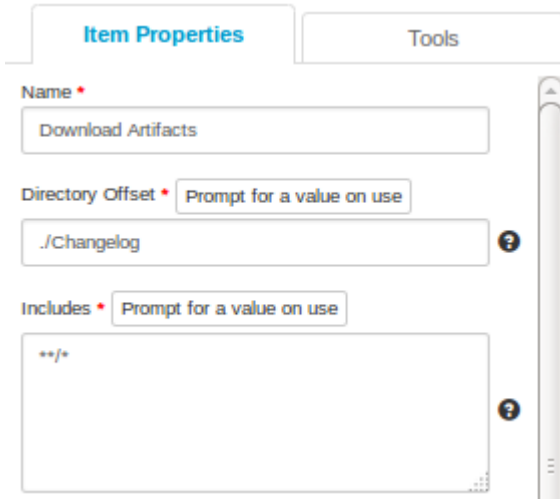 Item Properties
Tools
Name *
Download Artifacts
Directory Offset * Prompt for a value on use
./Changelog
Includes * Prompt for a value on use
**/*